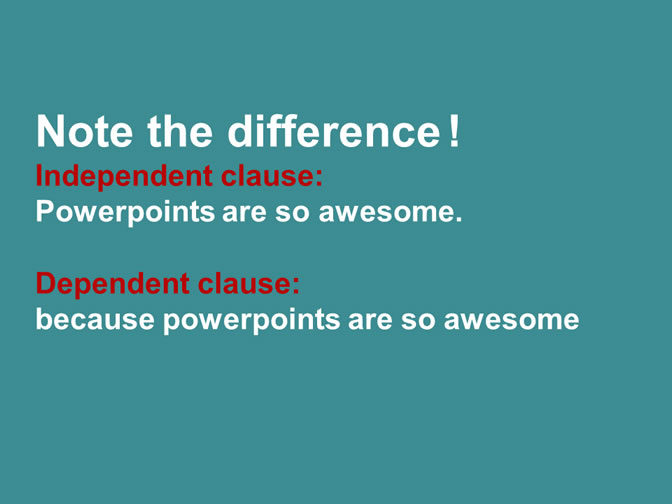 Note the difference!
Independent clause:
Powerpoints are so awesome.
Dependent clause:
because powerpoints are so awesome